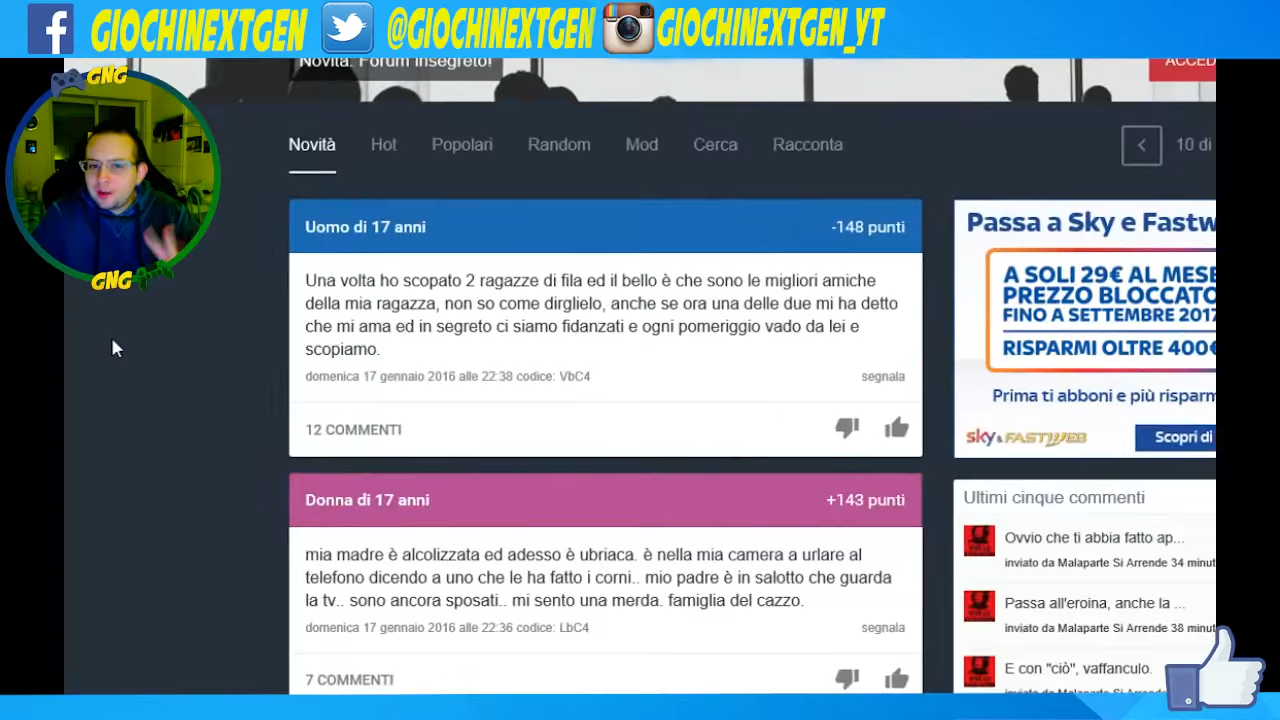 GIOCHINEXTGEN
@GIOCHINEXTGEN
GIOCHINEXTGEN_YT
GNG
GNG
Novità: Forum insegreto!
ACCED
Novità Hot Popolari Random Mod Cerca Racconta
< 10 di
Uomo di 17 anni -148 punti
Una volta ho scopato 2 ragazze di fila ed il bello è che sono le migliori amiche
della mia ragazza, non so come dirglielo, anche se ora una delle due mi ha detto
che mi ama ed in segreto ci siamo fidanzati e ogni pomeriggio vado da lei e
scopiamo.
domenica 17 gennaio 2016 alle 22:38 codice: VbC4 segnala
12 COMMENTI
Donna di 17 anni +143 punti
mia madre è alcolizzata ed adesso è ubriaca. è nella mia camera a urlare al
telefono dicendo a uno che le ha fatto i corni.. mio padre è in salotto che guarda
la tv.. sono ancora sposati.. mi sento una merda. famiglia del cazzo.
domenica 17 gennaio 2016 alle 22:36 codice: LbC4 segnala
7 COMMENTI
Passa a Sky e Fastw
A SOLI 29€ AL MESE
PREZZO BLOCCATO
FINO A SETTEMBRE 2017
RISPARMI OLTRE 400€
Prima ti abboni e più risparm
sky & FASTWEB
Scopri di
Ultimi cinque commenti
Ovvio che ti abbia fatto ap...
inviato da Malaparte Si Arrende 34 minut
Passa all'eroina, anche la ...
inviato da Malaparte Si Arrende 38 minut
E con "ciò", vaffanculo.